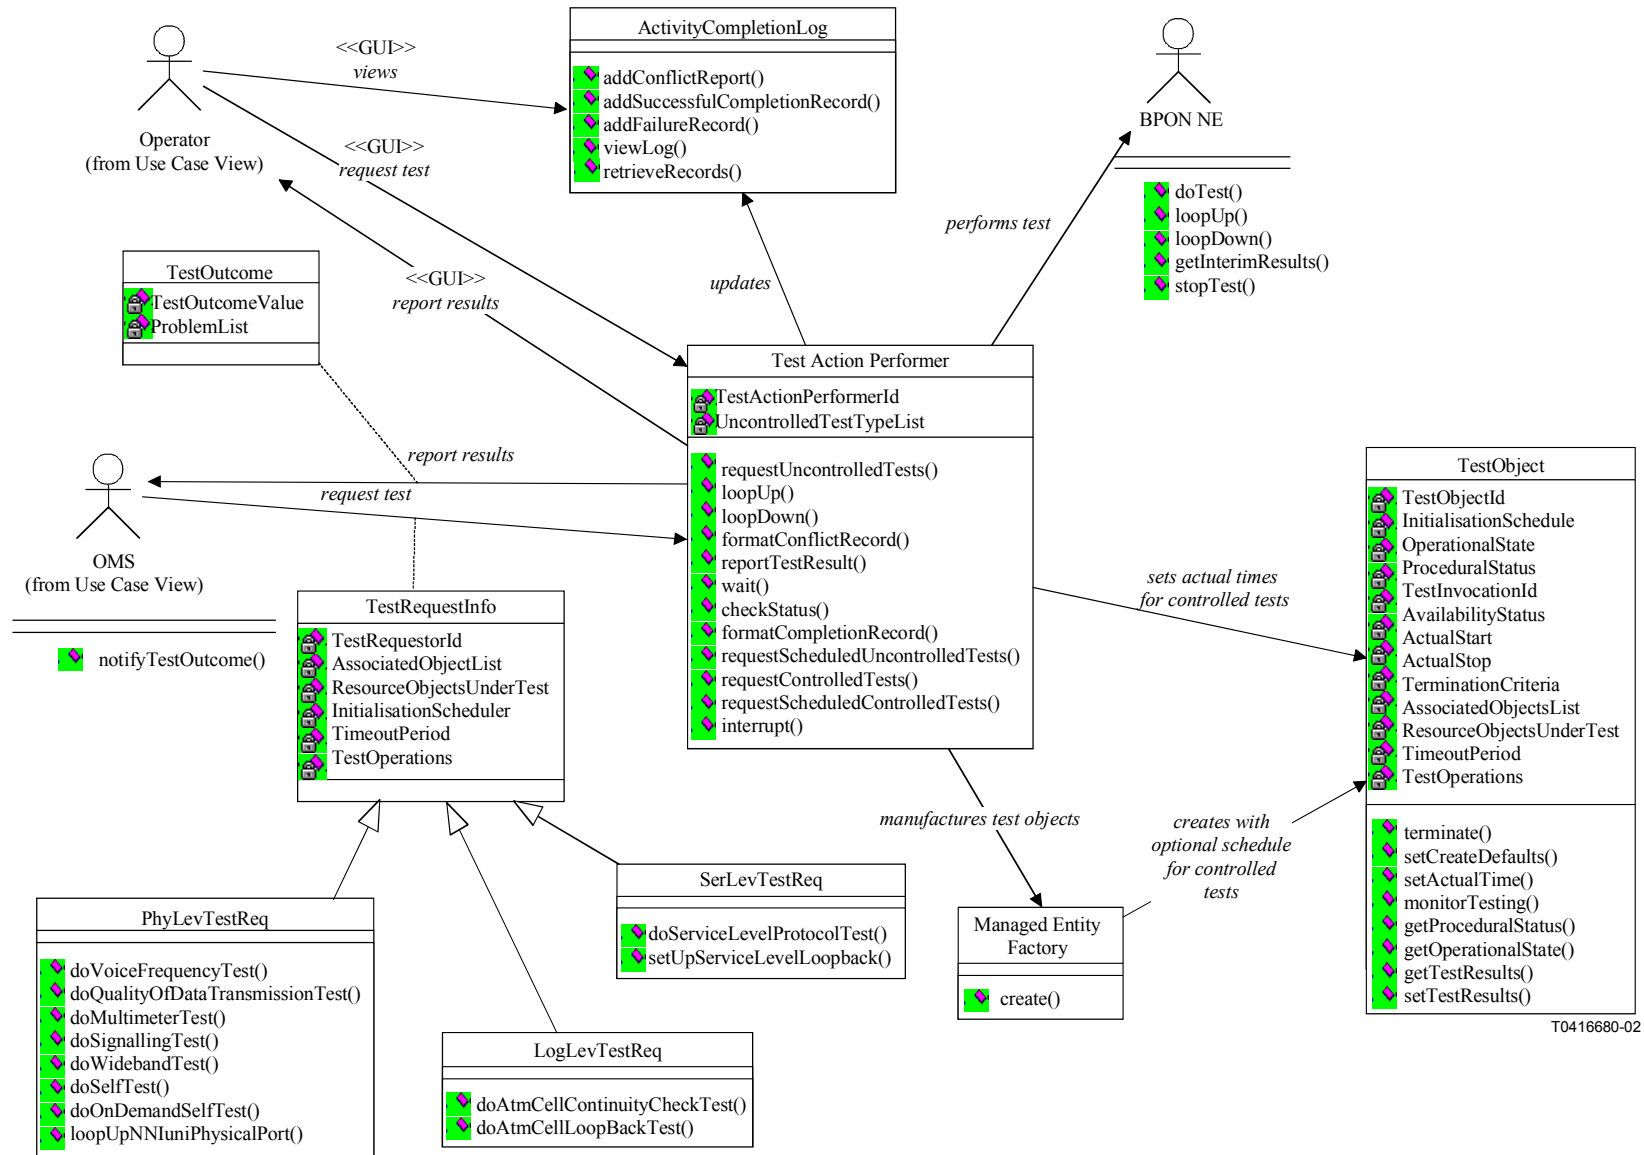 ActivityCompletionLog
addConflictReport()
addSuccessfulCompletionRecord()
addFailureRecord()
viewLog()
retrieveRecords()
<<GUI>>
views
Operator
(from Use Case View)
<<GUI>>
request test
<<GUI>>
report results
BPON NE
doTest()
loopUp()
loopDown()
getInterimResults()
stopTest()
performs test
updates
TestOutcome
TestOutcomeValue
ProblemList
Test Action Performer
TestActionPerformerId
UncontrolledTestTypeList
requestUncontrolledTests()
loopUp()
loopDown()
formatConflictRecord()
reportTestResult()
wait()
checkStatus()
formatCompletionRecord()
requestScheduledUncontrolledTests()
requestControlledTests()
requestScheduledControlledTests()
interrupt()
report results
request test
OMS
(from Use Case View)
notifyTestOutcome()
TestRequestInfo
TestRequestorId
AssociatedObjectList
ResourceObjectsUnderTest
InitialisationScheduler
TimeoutPeriod
TestOperations
sets actual times
for controlled tests
TestObject
TestObjectId
InitialisationSchedule
OperationalState
ProceduralStatus
TestInvocationId
AvailabilityStatus
ActualStart
ActualStop
TerminationCriteria
AssociatedObjectsList
ResourceObjectsUnderTest
TimeoutPeriod
TestOperations
terminate()
setCreateDefaults()
setActualTime()
monitorTesting()
getProceduralStatus()
getOperationalState()
getTestResults()
setTestResults()
manufactures test objects
creates with
optional schedule
for controlled
tests
Managed Entity
Factory
create()
SerLevTestReq
doServiceLevelProtocolTest()
setUpServiceLevelLoopback()
PhyLevTestReq
doVoiceFrequencyTest()
doQualityOfDataTransmissionTest()
doMultimeterTest()
doSignallingTest()
doWidebandTest()
doSelfTest()
doOnDemandSelfTest()
loopUpNNIuniPhysicalPort()
LogLevTestReq
doAtmCellContinuityCheckTest()
doAtmCellLoopBackTest()
T0416680-02